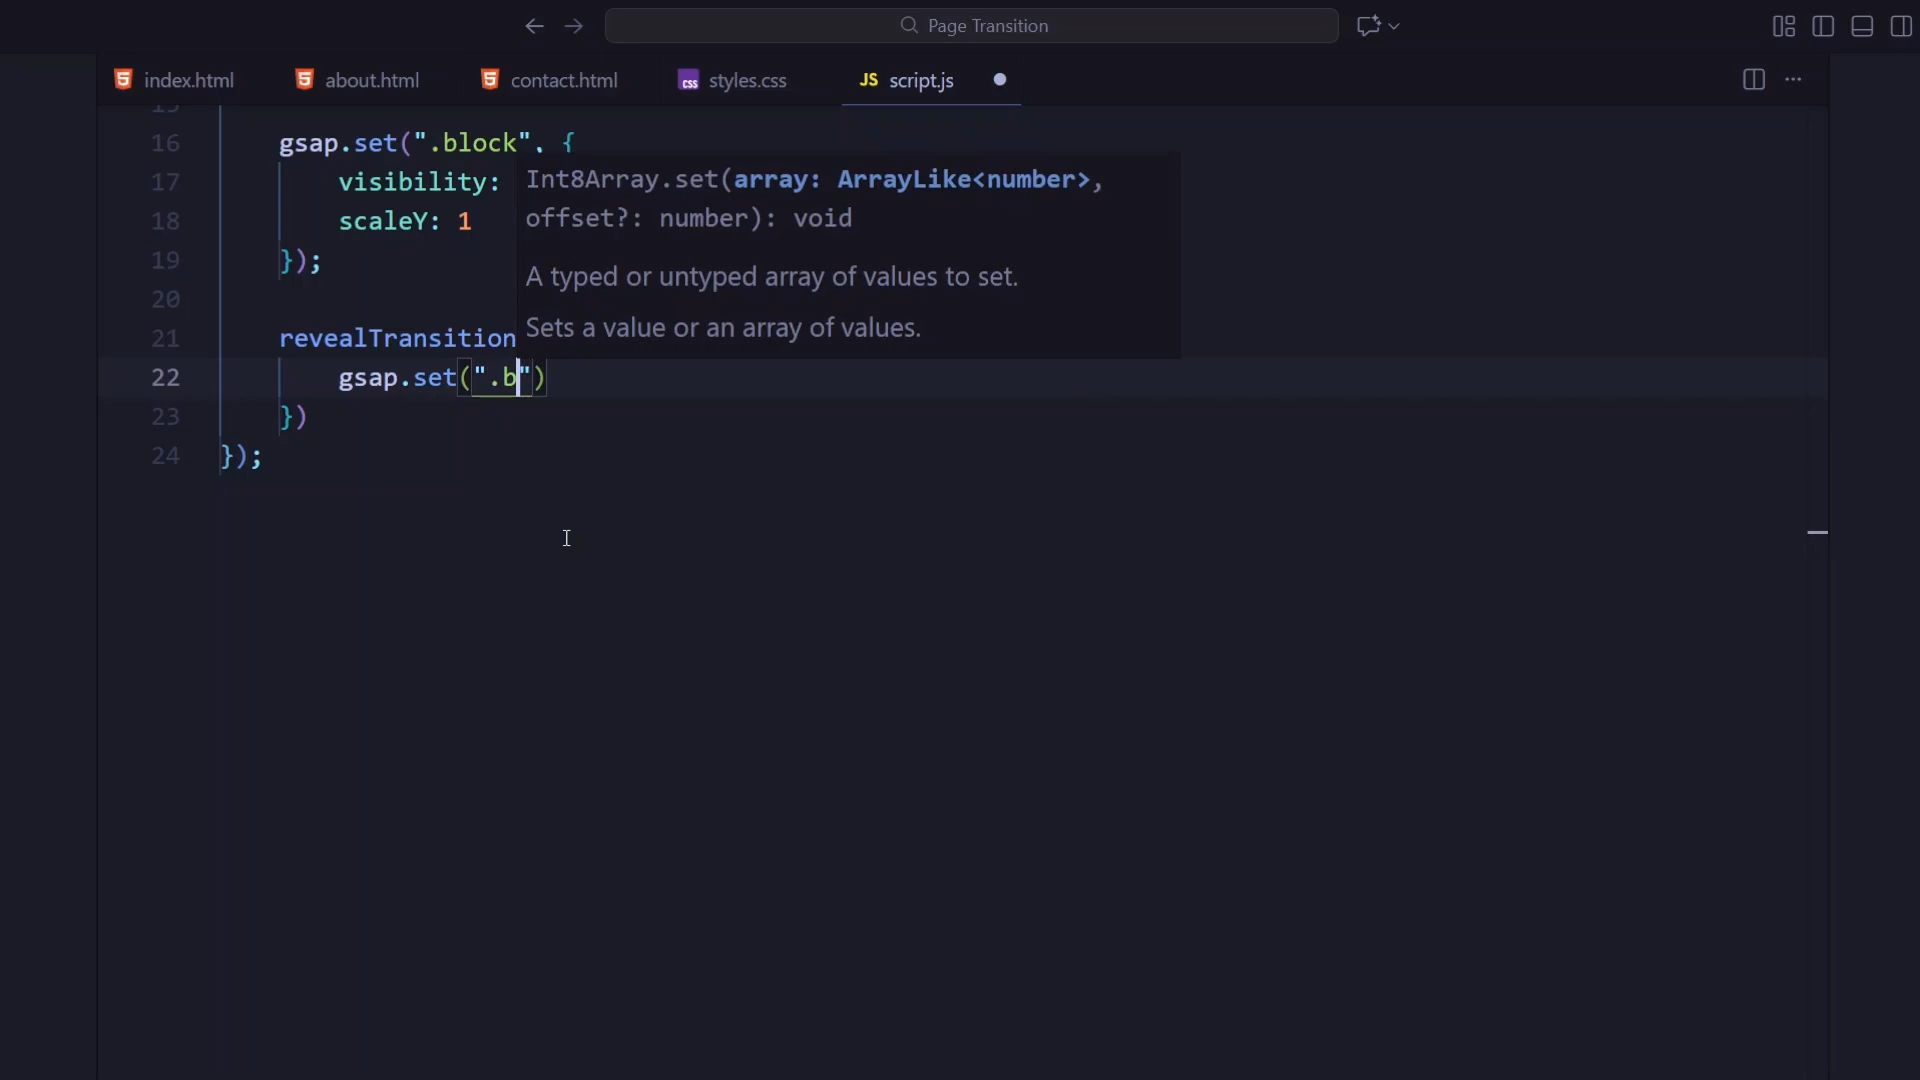 Page Transition
index.html
about.html
contact.html
css styles.css
JS script.js
16 gsap.set(".block", {
17 visibility:
18 scaleY: 1
19 });
20
21 revealTransition
22 gsap.set(".b")
23 })
24 });
Int8Array.set(array: ArrayLike<number>,
offset?: number): void
A typed or untyped array of values to set.
Sets a value or an array of values.